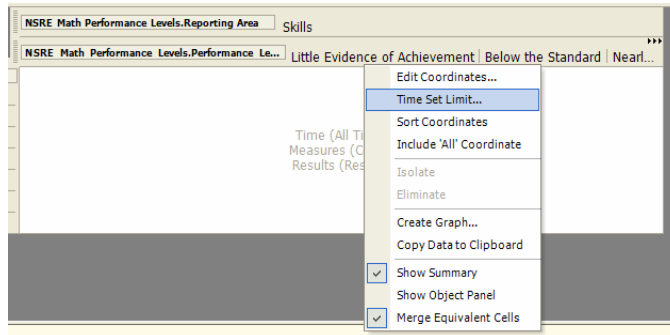 NSRE Math Performance Levels.Reporting Area Skills
NSRE Math Performance Levels.Performance Le... Little Evidence of Achievement Below the Standard Nearl...
Edit Coordinates...
Time Set Limit...
Sort Coordinates
Include 'All' Coordinate
Time (All Ti
Measures (C
Results (Res
Isolate
Eliminate
Create Graph...
Copy Data to Clipboard
Show Summary
Show Object Panel
Merge Equivalent Cells